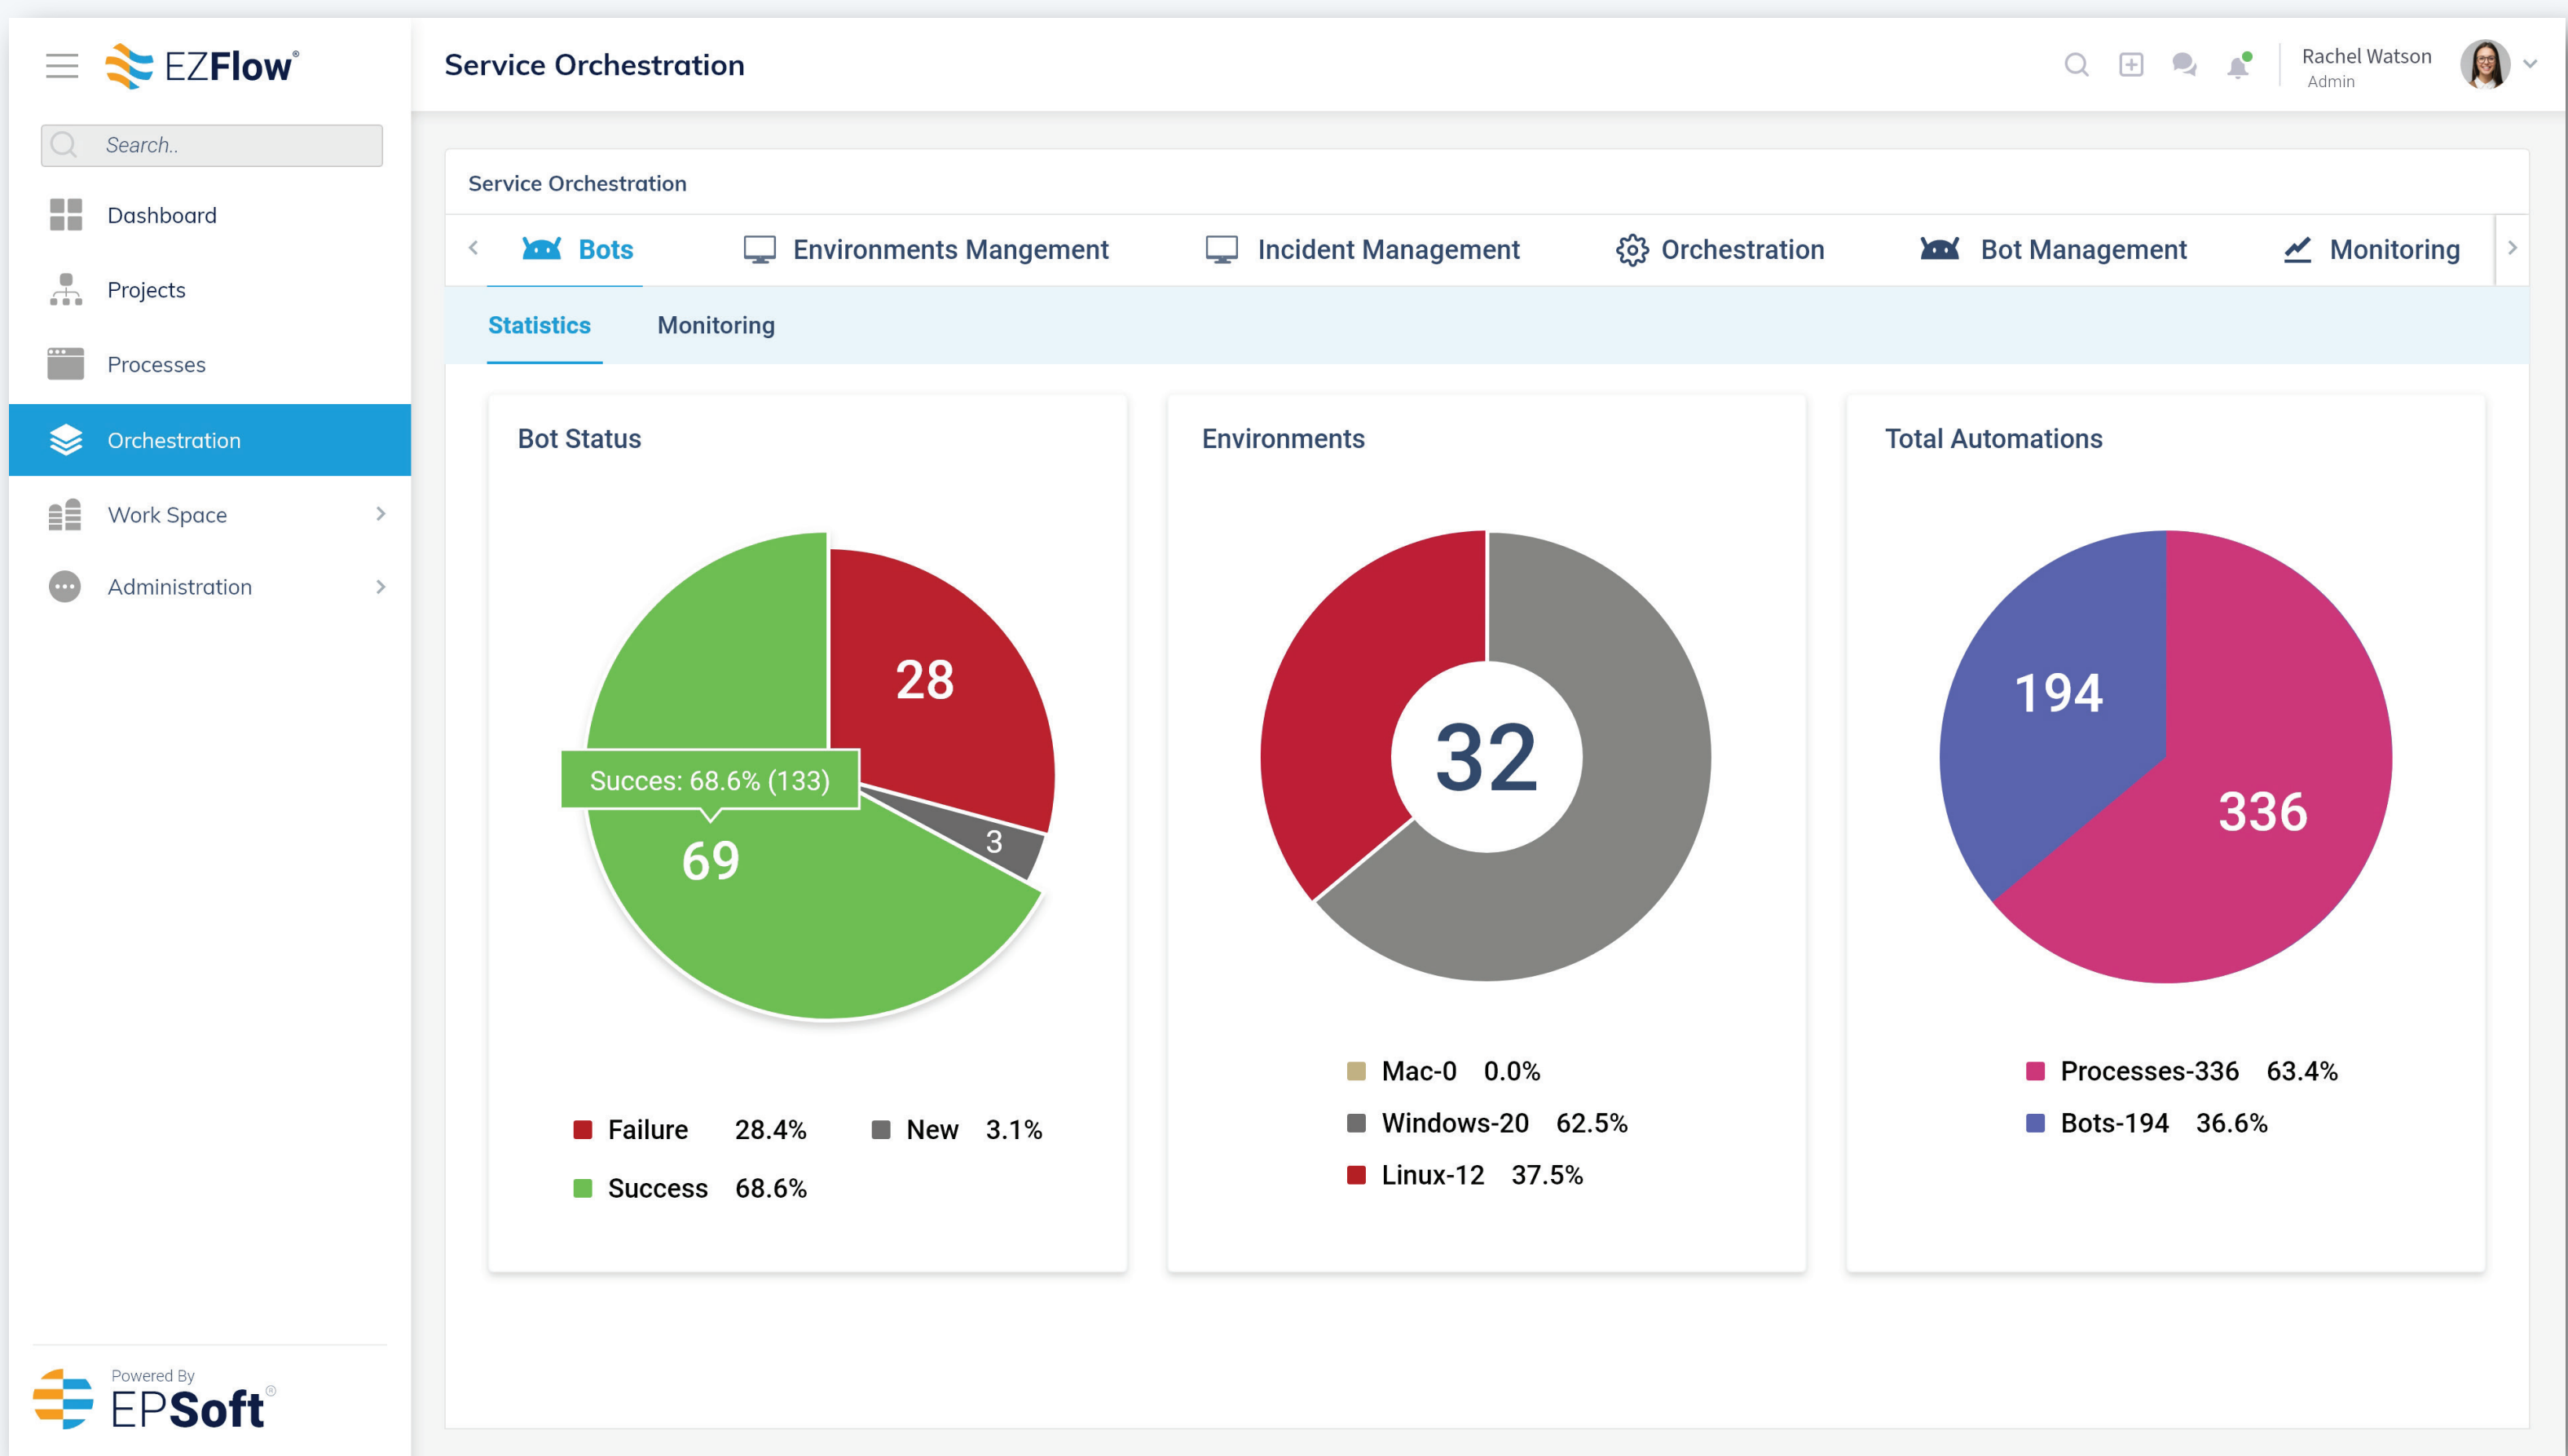 EZFlow®
Search..
Dashboard
Projects
Processes
Orchestration
Work Space
Administration
Powered By
EPSoft®
Service Orchestration
Rachel Watson
Admin
Service Orchestration
Bots
Environments Mangement
Incident Management
Orchestration
Bot Management
Monitoring
Statistics
Monitoring
Bot Status
28
Succes: 68.6% (133)
3
69
Failure 28.4%
New 3.1%
Success 68.6%
Environments
32
Mac-0 0.0%
Windows-20 62.5%
Linux-12 37.5%
Total Automations
194
336
Processes-336 63.4%
Bots-194 36.6%